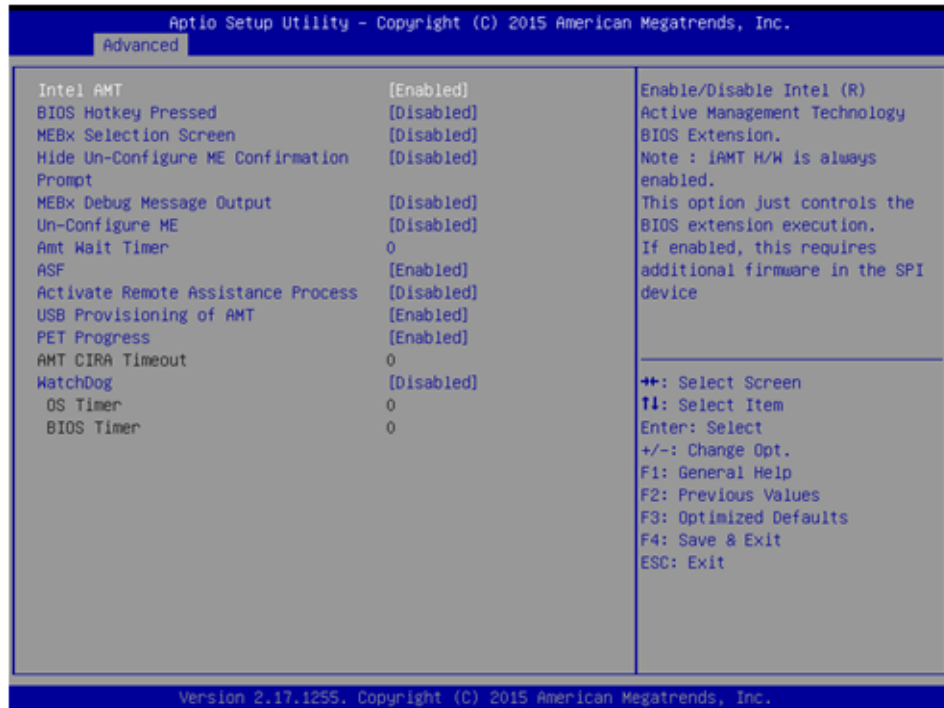 Aptio Setup Utility – Copyright (C) 2015 American Megatrends, Inc.
Advanced
Intel AMT [Enabled]
BIOS Hotkey Pressed [Disabled]
MEBx Selection Screen [Disabled]
Hide Un-Configure ME Confirmation [Disabled]
Prompt
MEBx Debug Message Output [Disabled]
Un-Configure ME [Disabled]
Amt Wait Timer 0
ASF [Enabled]
Activate Remote Assistance Process [Disabled]
USB Provisioning of AMT [Enabled]
PET Progress [Enabled]
AMT CIRA Timeout 0
WatchDog [Disabled]
OS Timer 0
BIOS Timer 0
Enable/Disable Intel (R)
Active Management Technology
BIOS Extension.
Note : iAMT H/W is always
enabled.
This option just controls the
BIOS extension execution.
If enabled, this requires
additional firmware in the SPI
device
→←: Select Screen
↑↓: Select Item
Enter: Select
+/-: Change Opt.
F1: General Help
F2: Previous Values
F3: Optimized Defaults
F4: Save & Exit
ESC: Exit
Version 2.17.1255. Copyright (C) 2015 American Megatrends, Inc.